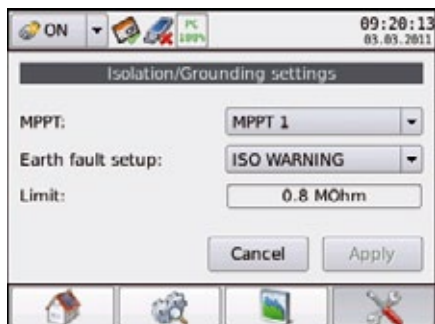 ON PC 100% 09:20:13
03.03.2011
Isolation/Grounding settings
MPPT: MPPT 1
Earth fault setup: ISO WARNING
Limit: 0.8 MOhm
Cancel Apply